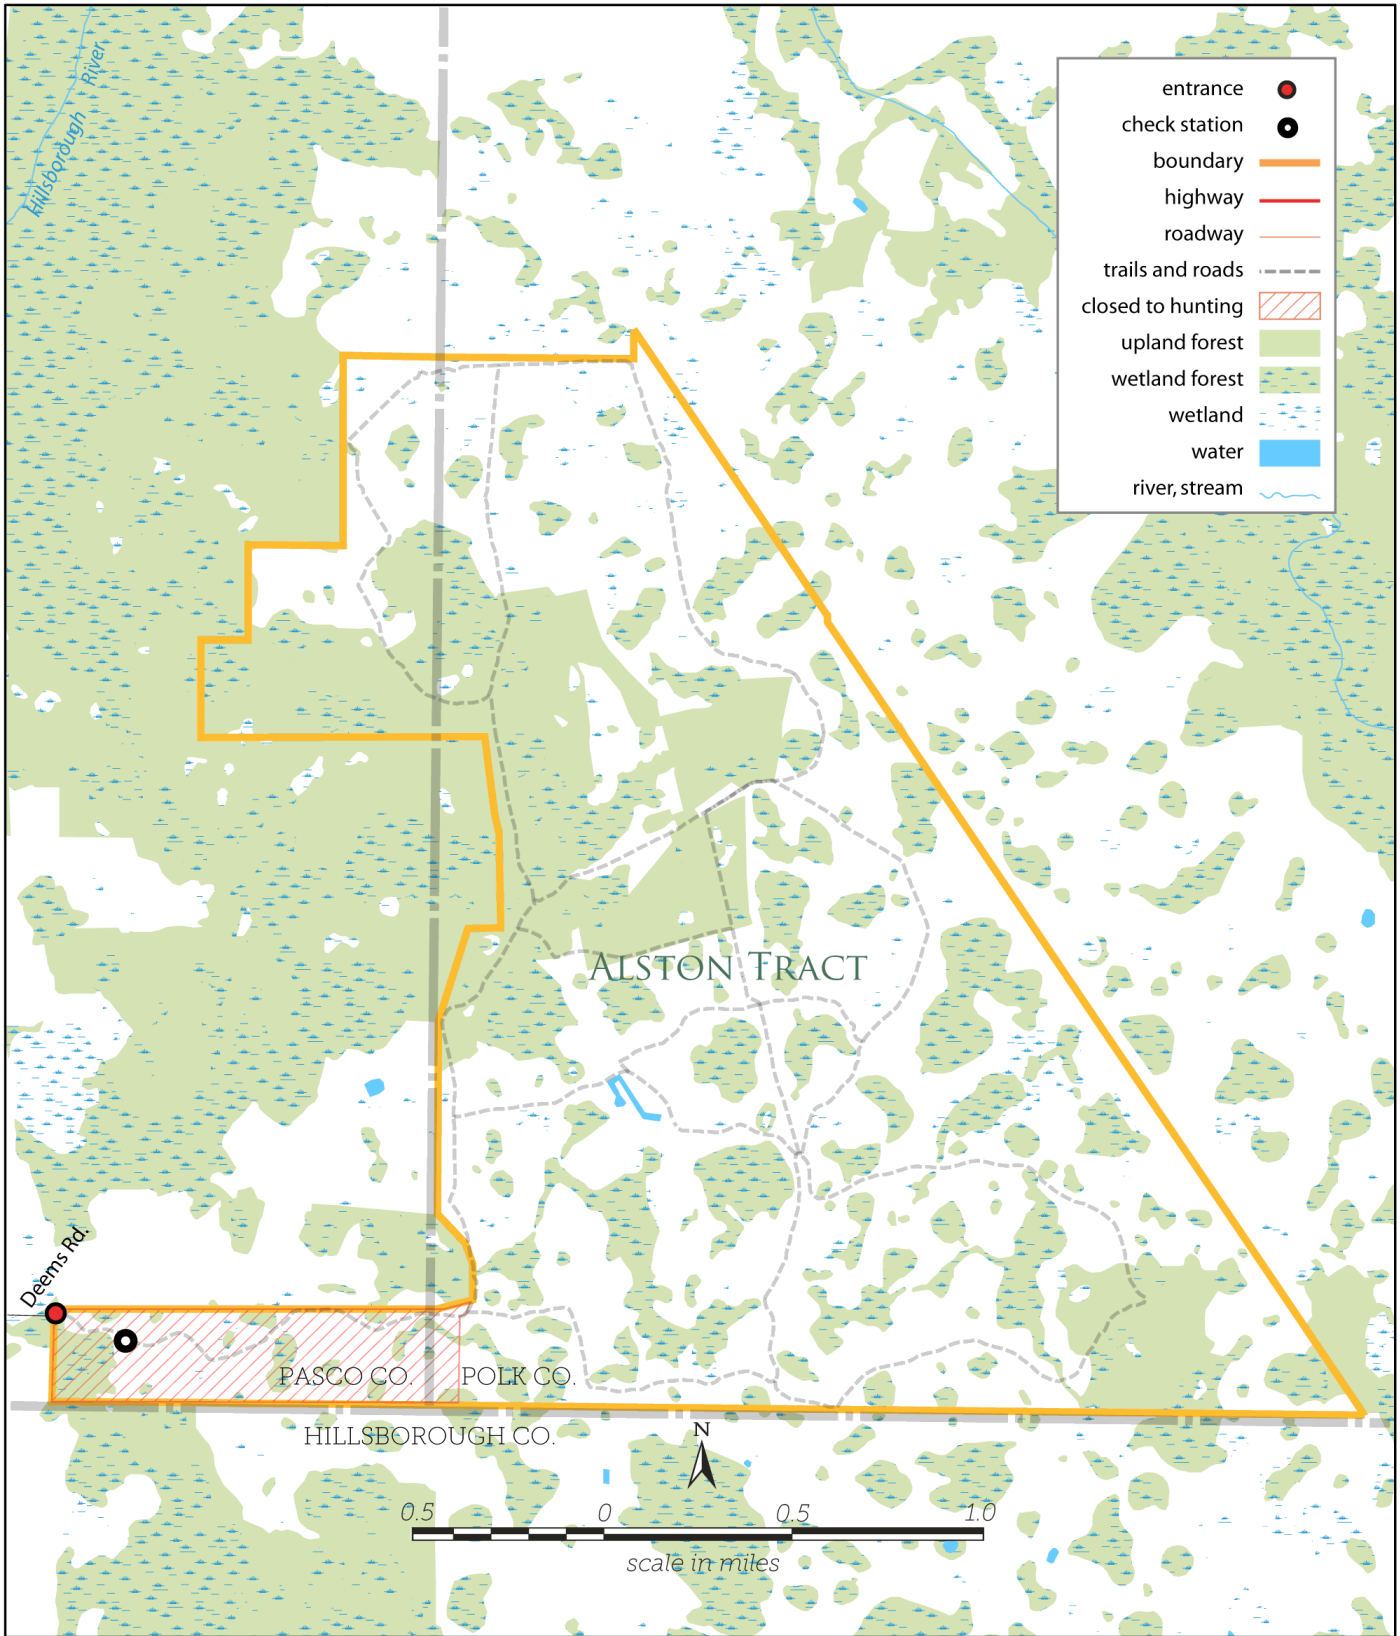 Hillsborough River
entrance
check station
boundary
highway
roadway
trails and roads
closed to hunting
upland forest
wetland forest
wetland
water
river, stream
ALSTON TRACT
Deems Rd.
PASCO CO.
POLK CO.
HILLSBOROUGH CO.
N
0.5 0 0.5 1.0
scale in miles